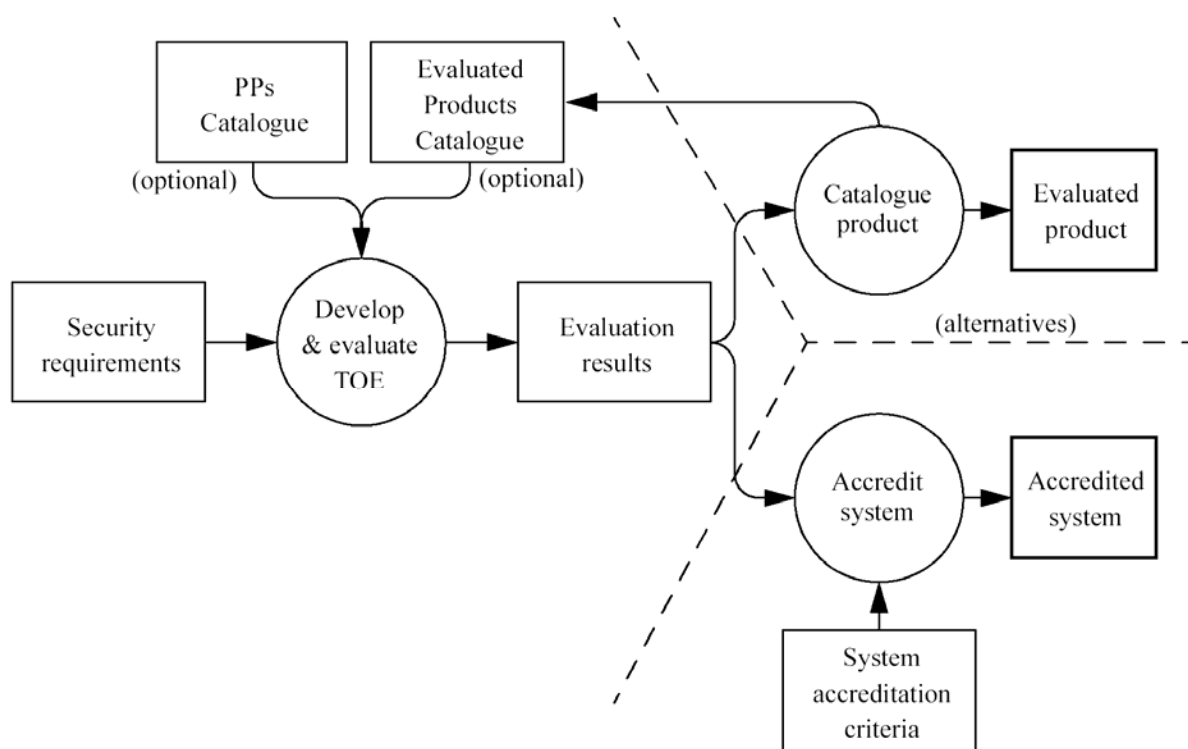 PPs
Catalogue
(optional)
Evaluated
Products
Catalogue
(optional)
Security
requirements
Develop
& evaluate
TOE
Evaluation
results
Catalogue
product
Evaluated
product
(alternatives)
Accredit
system
Accredited
system
System
accreditation
criteria